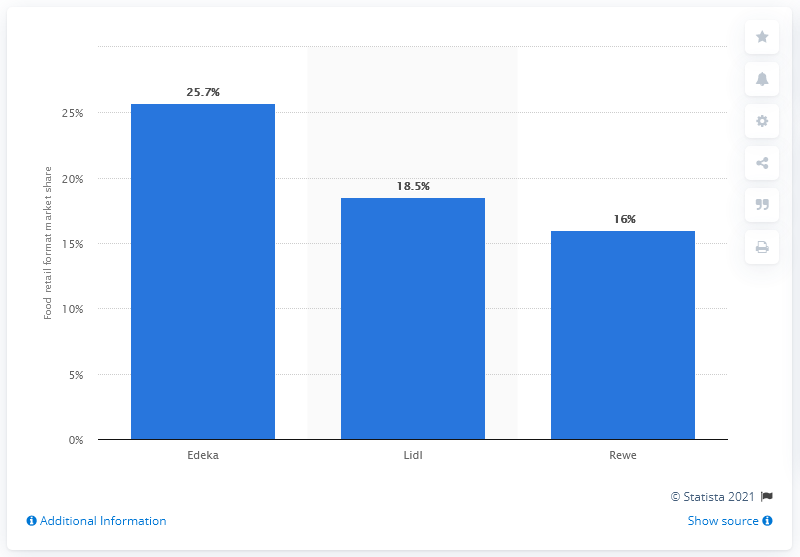 Food retail format market share
25%
20%
15%
10%
5%
0%
25.7%
18.5%
16%
Edeka
Lidl
Rewe
© Statista 2021
Additional Information
Show source